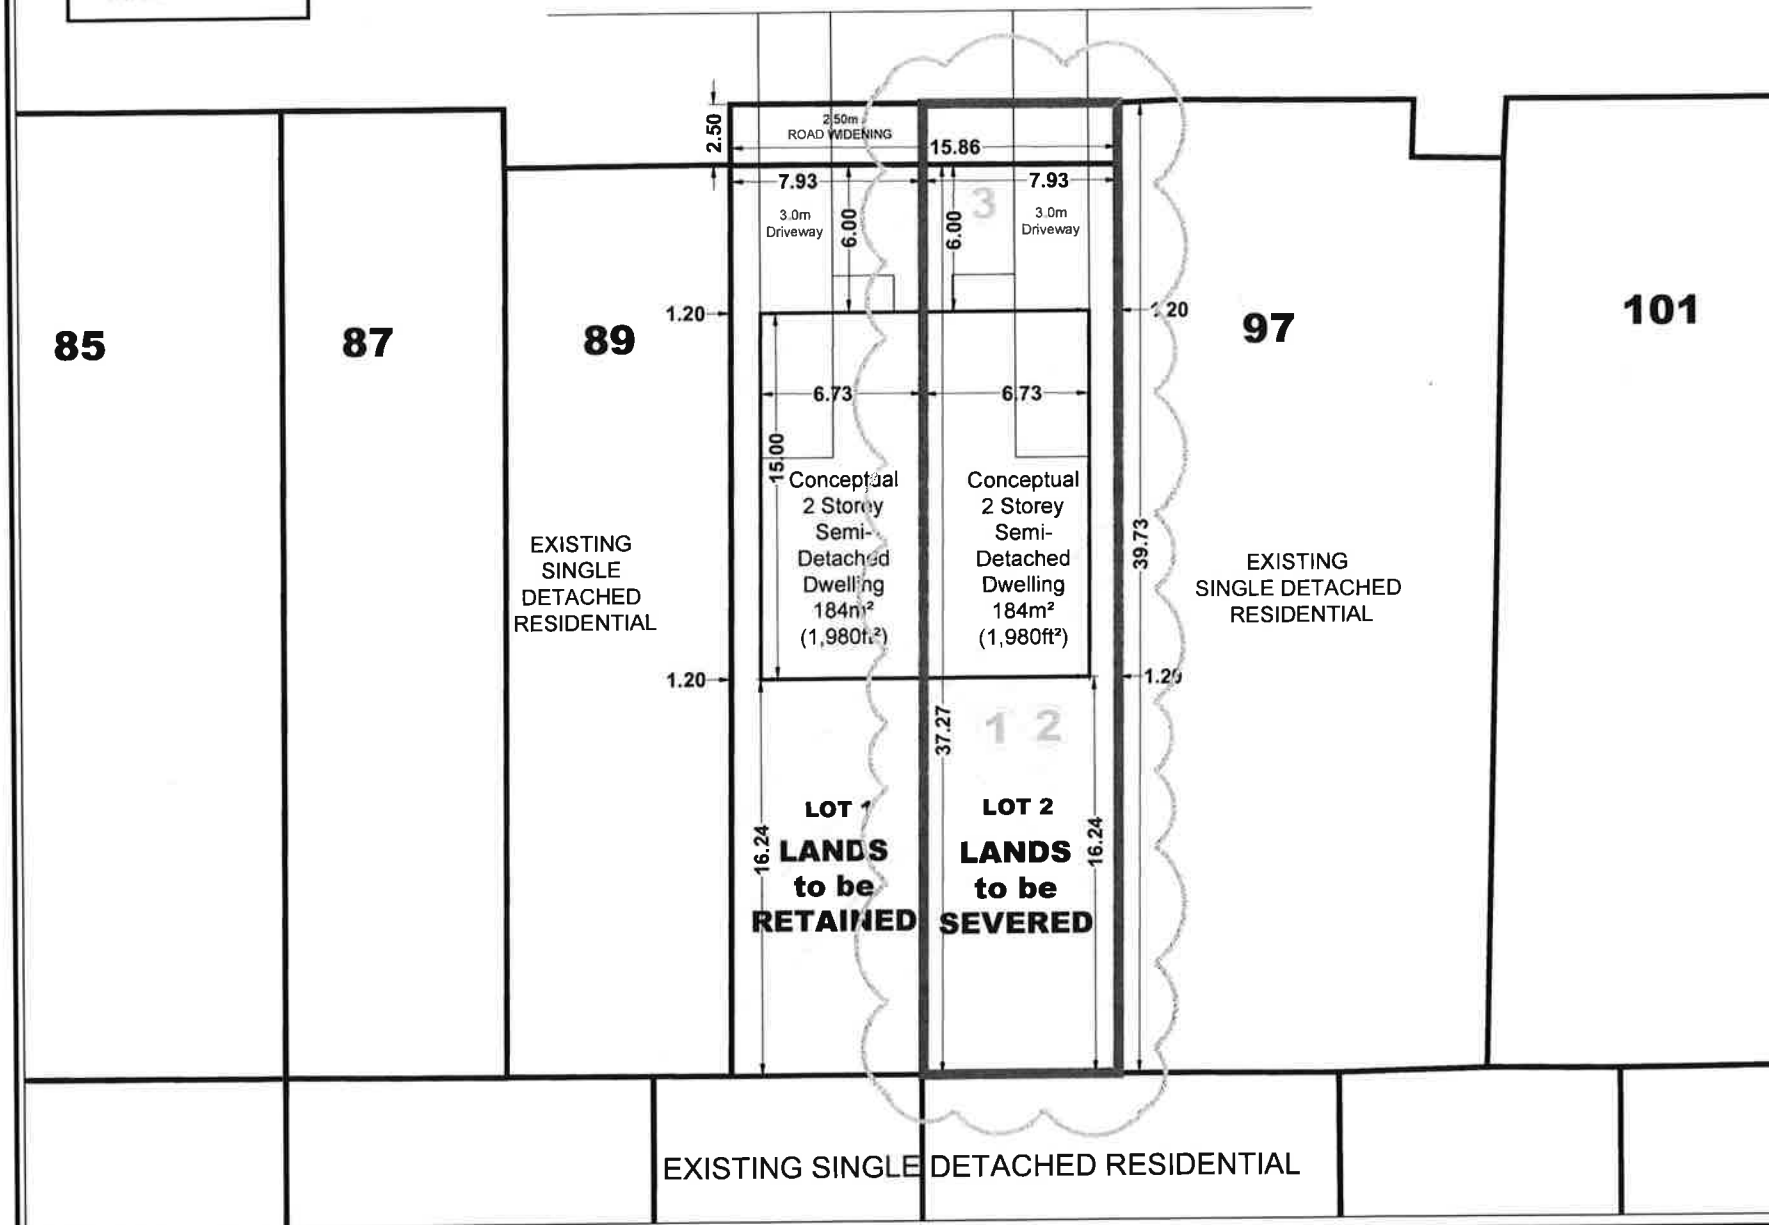 2.50
2.50m
ROAD WIDENING
15.86
7.93
7.93
3.0m
Driveway
6.00
6.00
3
3.0m
Driveway
1.20
1.20
85
87
89
97
101
6.73
6.73
15.00
Conceptual
2 Storey
Semi-
Detached
Dwelling
184m²
(1,980ft²)
Conceptual
2 Storey
Semi-
Detached
Dwelling
184m²
(1,980ft²)
39.73
EXISTING
SINGLE
DETACHED
RESIDENTIAL
EXISTING
SINGLE DETACHED
RESIDENTIAL
1.20
1.20
37.27
1 2
16.24
LOT 1
LANDS
to be
RETAINED
LOT 2
LANDS
to be
SEVERED
16.24
EXISTING SINGLE DETACHED RESIDENTIAL